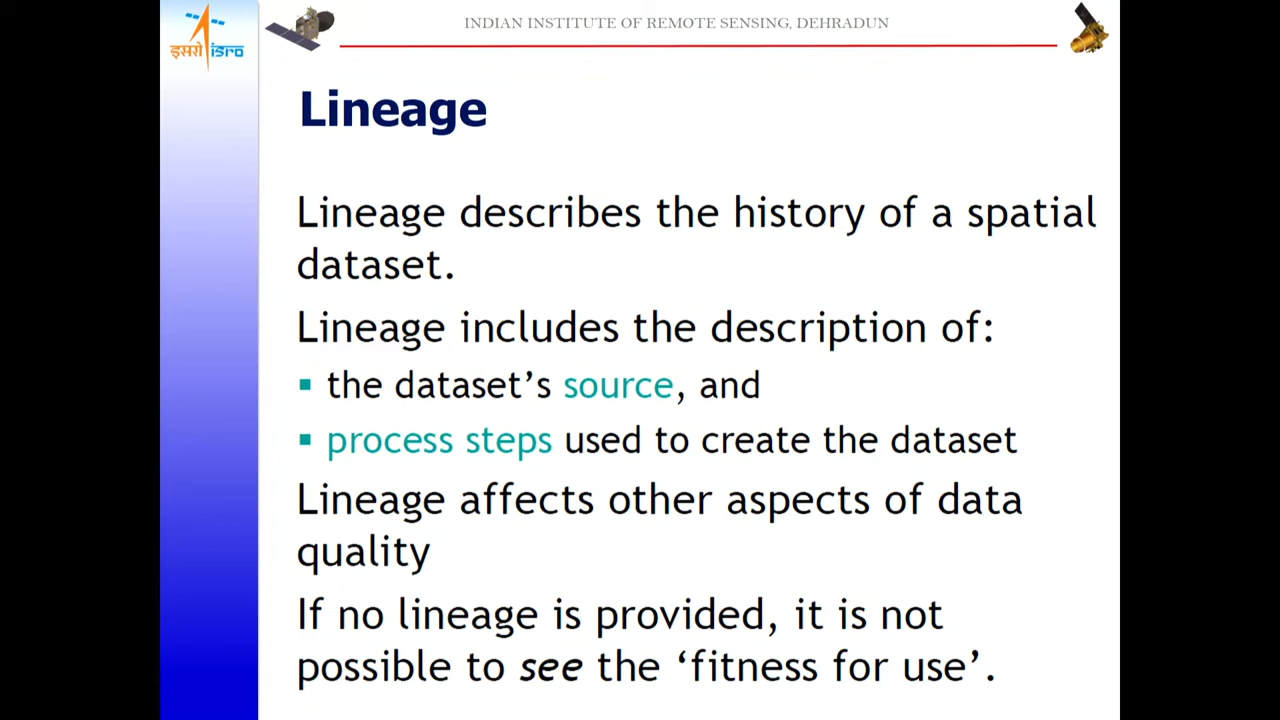 इसरो isro
INDIAN INSTITUTE OF REMOTE SENSING, DEHRADUN
Lineage
Lineage describes the history of a spatial
dataset.
Lineage includes the description of:
▪ the dataset’s source, and
▪ process steps used to create the dataset
Lineage affects other aspects of data
quality
If no lineage is provided, it is not
possible to see the ‘fitness for use’.